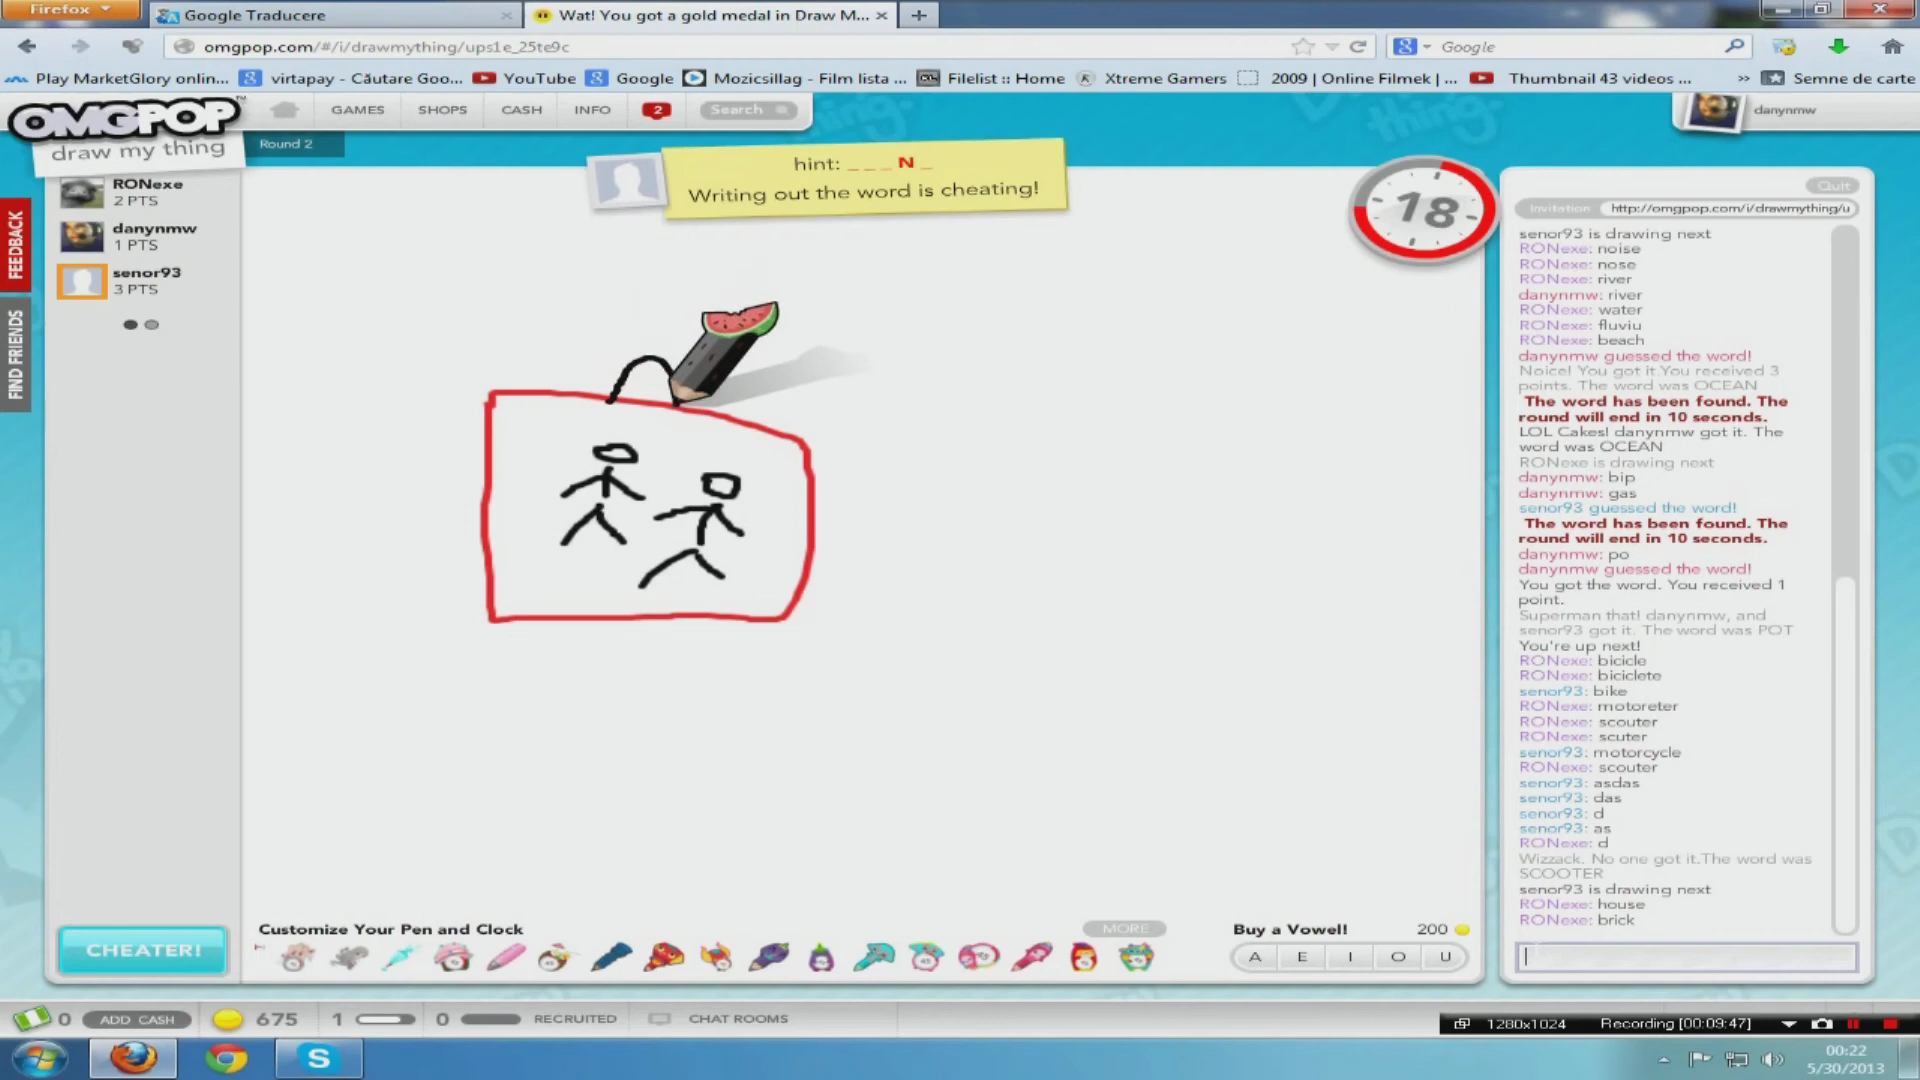 Firefox
Google Traducere
Wat! You got a gold medal in Draw M...
omgpop.com/#/i/drawmything/ups1e_25te9c
Google
Play MarketGlory onlin...
virtapay - Căutare Goo...
YouTube
Google
Mozicsillag - Film lista ...
Filelist :: Home
Xtreme Gamers
2009 | Online Filmek | ...
Thumbnail 43 videos ...
Semne de carte
OMGPOP
draw my thing
GAMES
SHOPS
CASH
INFO
2
Search
danynmw
Round 2
FEEDBACK
FIND FRIENDS
RONexe
2 PTS
danynmw
1 PTS
senor93
3 PTS
hint: _ _ _ N _
Writing out the word is cheating!
18
Quit
Invitation
http://omgpop.com/i/drawmything/u
senor93 is drawing next
RONexe: noise
RONexe: nose
RONexe: river
danynmw: river
RONexe: water
RONexe: fluviu
RONexe: beach
danynmw guessed the word!
Noice! You got it.You received 3
points. The word was OCEAN
The word has been found. The
round will end in 10 seconds.
LOL Cakes! danynmw got it. The
word was OCEAN
RONexe is drawing next
danynmw: bip
danynmw: gas
senor93 guessed the word!
The word has been found. The
round will end in 10 seconds.
danynmw: po
danynmw guessed the word!
You got the word. You received 1
point.
Superman that! danynmw, and
senor93 got it. The word was POT
You're up next!
RONexe: bicicle
RONexe: biciclete
senor93: bike
RONexe: motoreter
RONexe: scouter
RONexe: scuter
senor93: motorcycle
RONexe: scouter
senor93: asdas
senor93: das
senor93: d
senor93: as
RONexe: d
Wizzack. No one got it.The word was
SCOOTER
senor93 is drawing next
RONexe: house
RONexe: brick
CHEATER!
Customize Your Pen and Clock
MORE
Buy a Vowel!
200
A E I O U
0
ADD CASH
675
1
0
RECRUITED
CHAT ROOMS
1280x1024
Recording [00:09:47]
00:22
5/30/2013